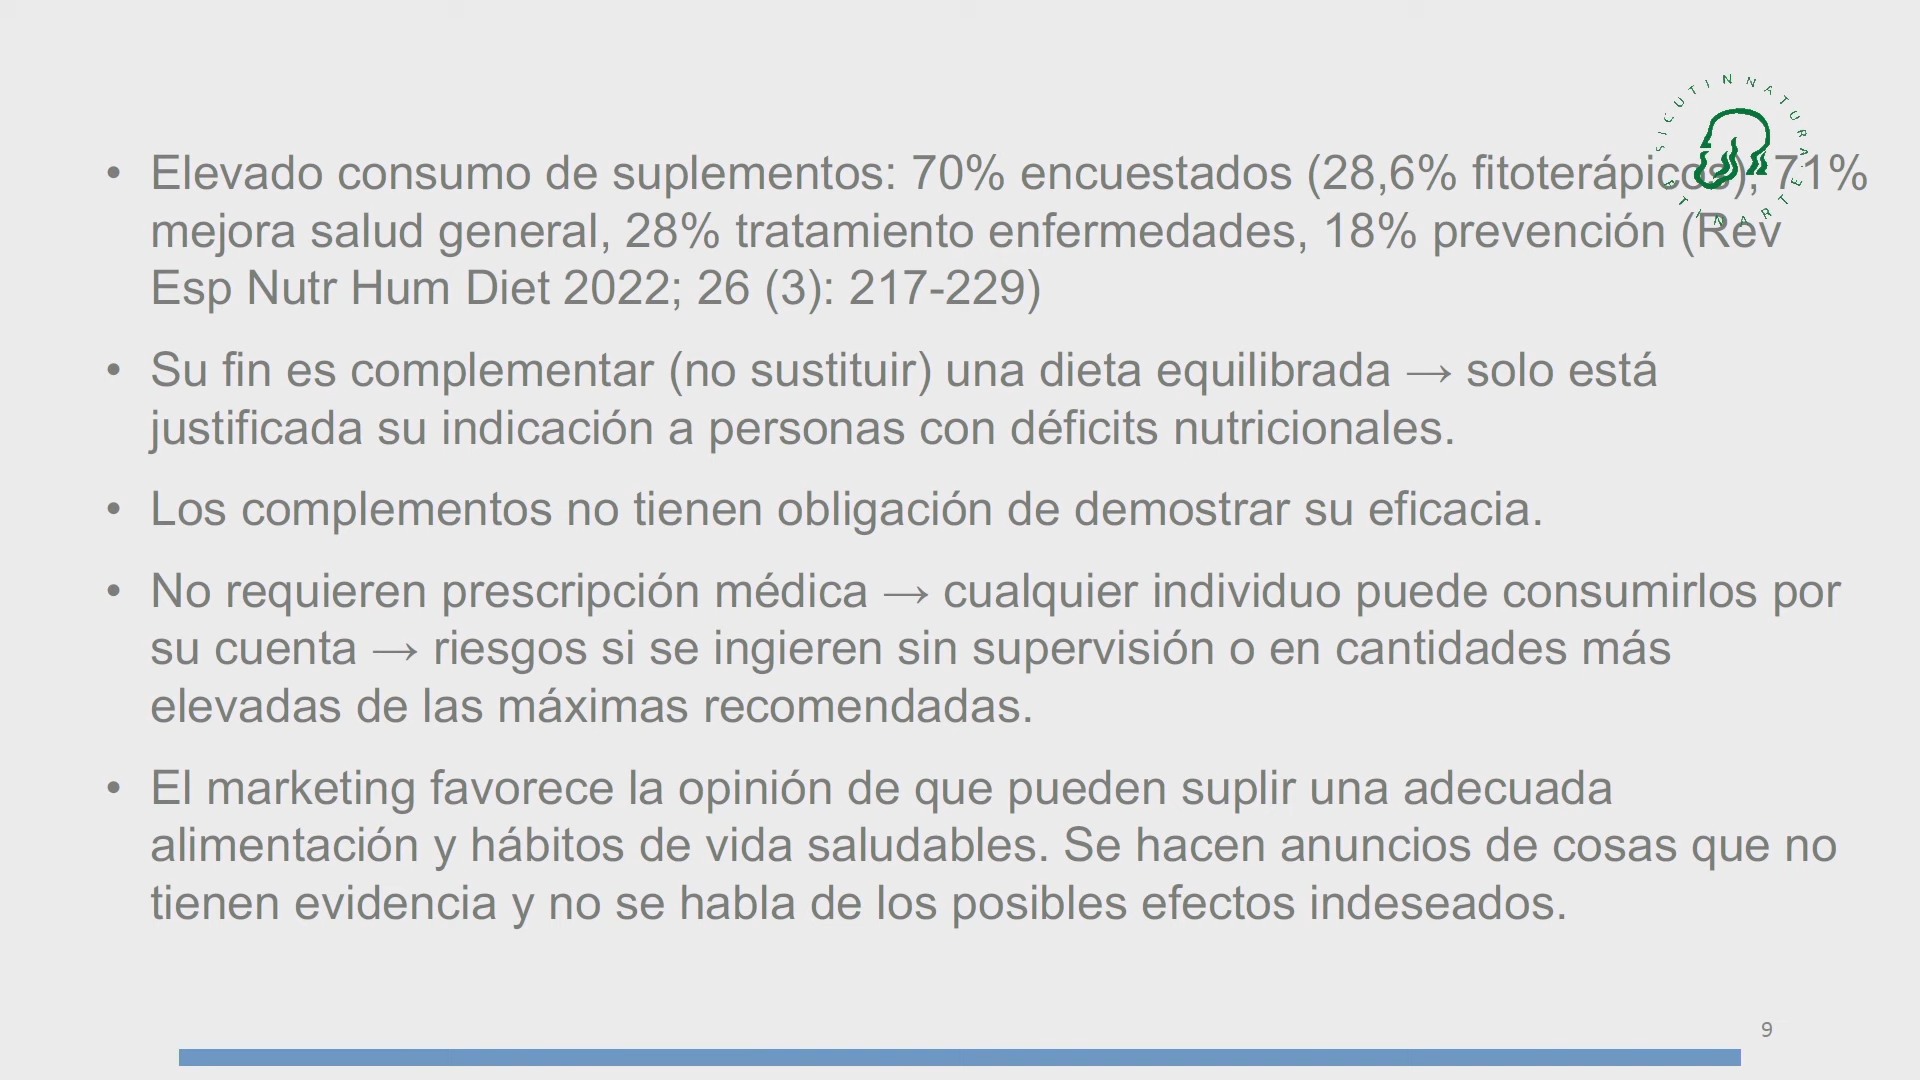 SICUT IN NATURA ET IN ARTE
• Elevado consumo de suplementos: 70% encuestados (28,6% fitoterápicos), 71%
mejora salud general, 28% tratamiento enfermedades, 18% prevención (Rev
Esp Nutr Hum Diet 2022; 26 (3): 217-229)
• Su fin es complementar (no sustituir) una dieta equilibrada → solo está
justificada su indicación a personas con déficits nutricionales.
• Los complementos no tienen obligación de demostrar su eficacia.
• No requieren prescripción médica → cualquier individuo puede consumirlos por
su cuenta → riesgos si se ingieren sin supervisión o en cantidades más
elevadas de las máximas recomendadas.
• El marketing favorece la opinión de que pueden suplir una adecuada
alimentación y hábitos de vida saludables. Se hacen anuncios de cosas que no
tienen evidencia y no se habla de los posibles efectos indeseados.
9